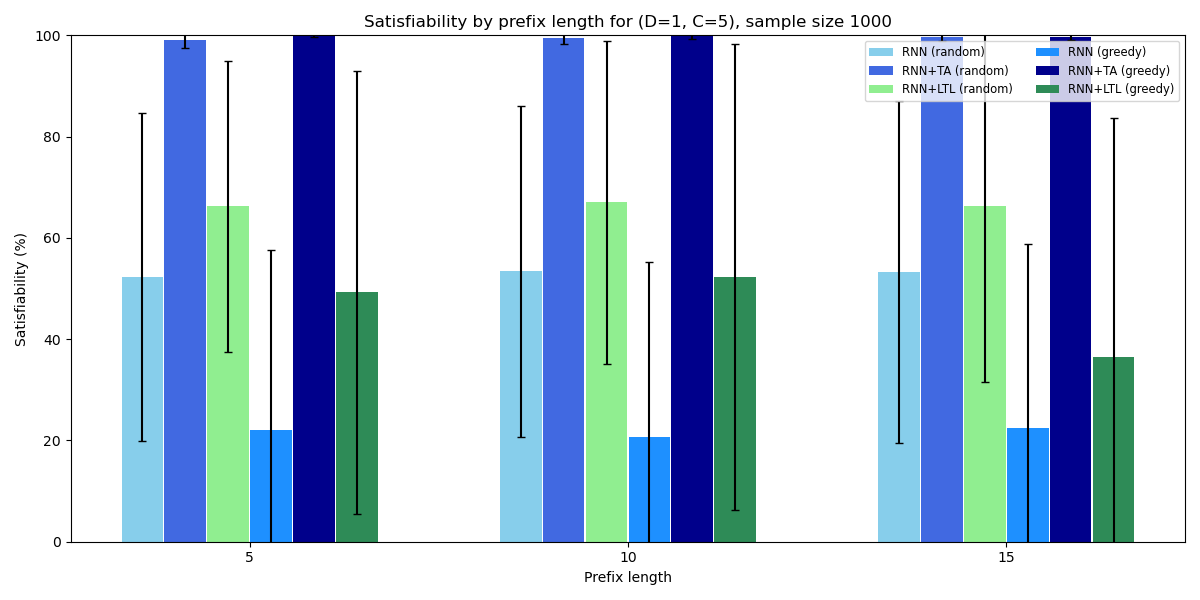 Satisfiability by prefix length for (D=1, C=5), sample size 1000
Satisfiability (%)
100
80
60
40
20
0
RNN (random)
RNN+TA (random)
RNN+LTL (random)
RNN (greedy)
RNN+TA (greedy)
RNN+LTL (greedy)
5
10
15
Prefix length